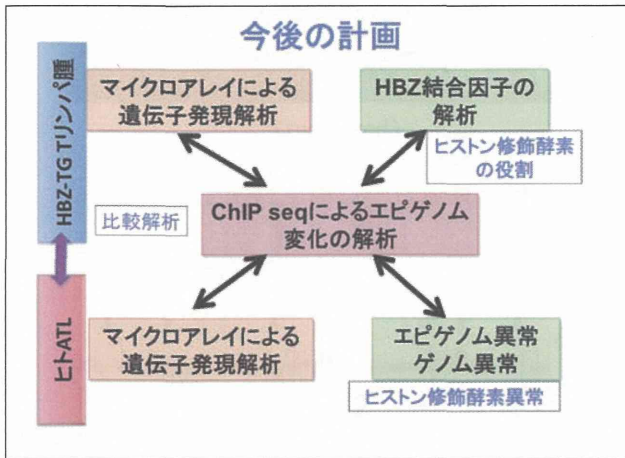 今後の計画
HBZ-TG Tリンパ腫
マイクロアレイによる
遺伝子発現解析
HBZ結合因子の
解析
ヒストン修飾酵素
の役割
比較解析
ChIP seqによるエピゲノム
変化の解析
ヒトATL
マイクロアレイによる
遺伝子発現解析
エピゲノム異常
ゲノム異常
ヒストン修飾酵素異常